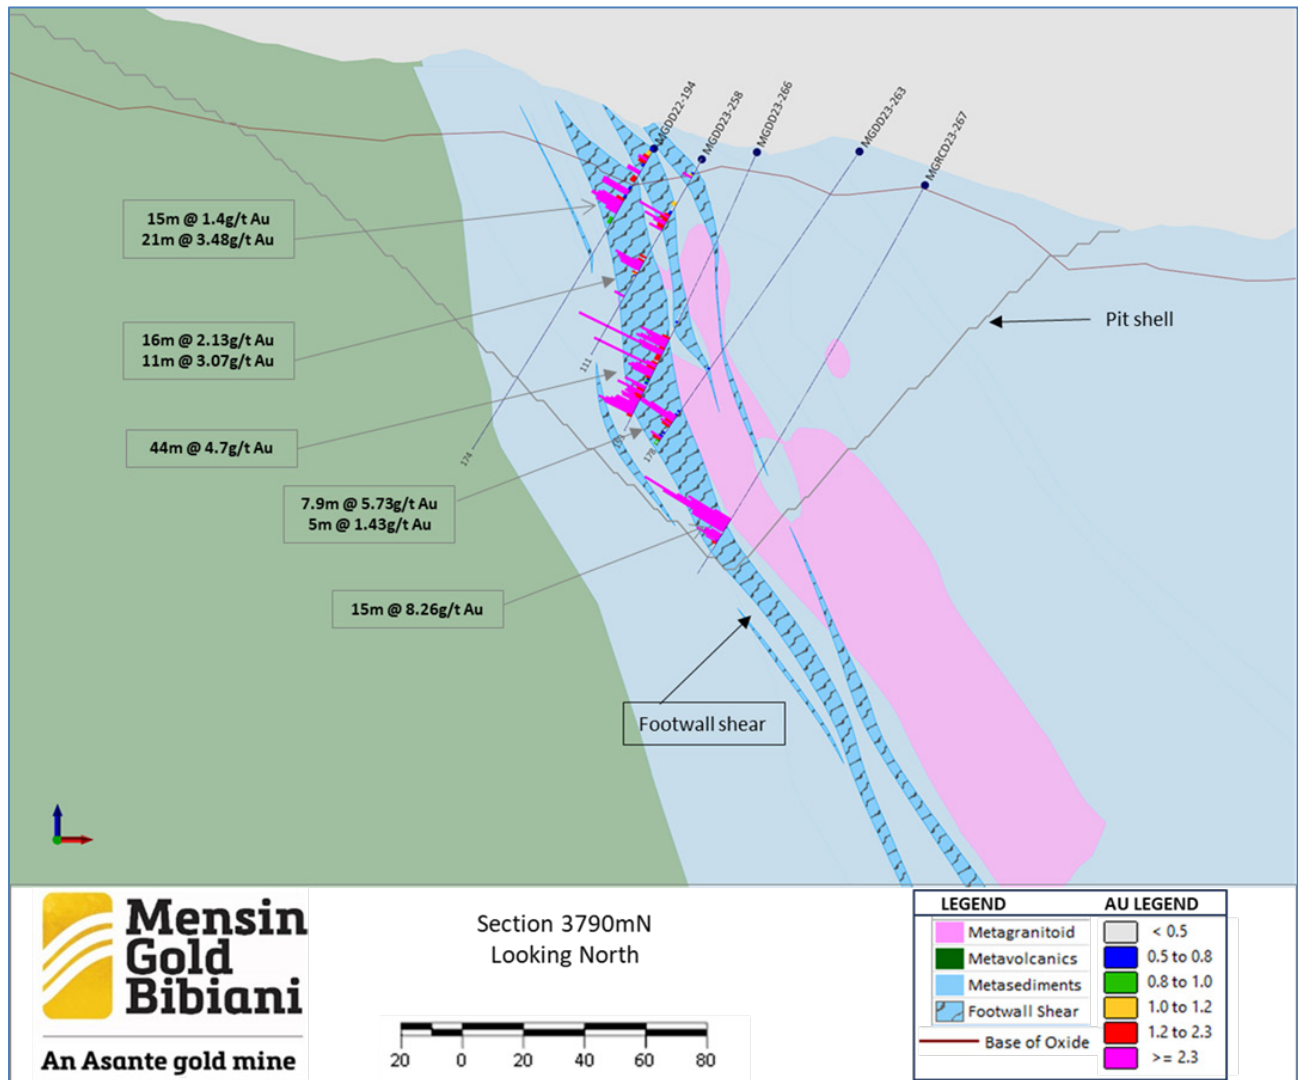 MGDD22-194
MGDD23-258
MGDD23-266
MGDD23-263
MGRCD23-267
15m @ 1.4g/t Au
21m @ 3.48g/t Au
16m @ 2.13g/t Au
11m @ 3.07g/t Au
44m @ 4.7g/t Au
7.9m @ 5.73g/t Au
5m @ 1.43g/t Au
15m @ 8.26g/t Au
Pit shell
111
174
178
Footwall shear
Mensin
Gold
Bibiani
An Asante gold mine
Section 3790mN
Looking North
20 0 20 40 60 80
LEGEND
Metagranitoid
Metavolcanics
Metasediments
Footwall Shear
Base of Oxide
AU LEGEND
< 0.5
0.5 to 0.8
0.8 to 1.0
1.0 to 1.2
1.2 to 2.3
>= 2.3